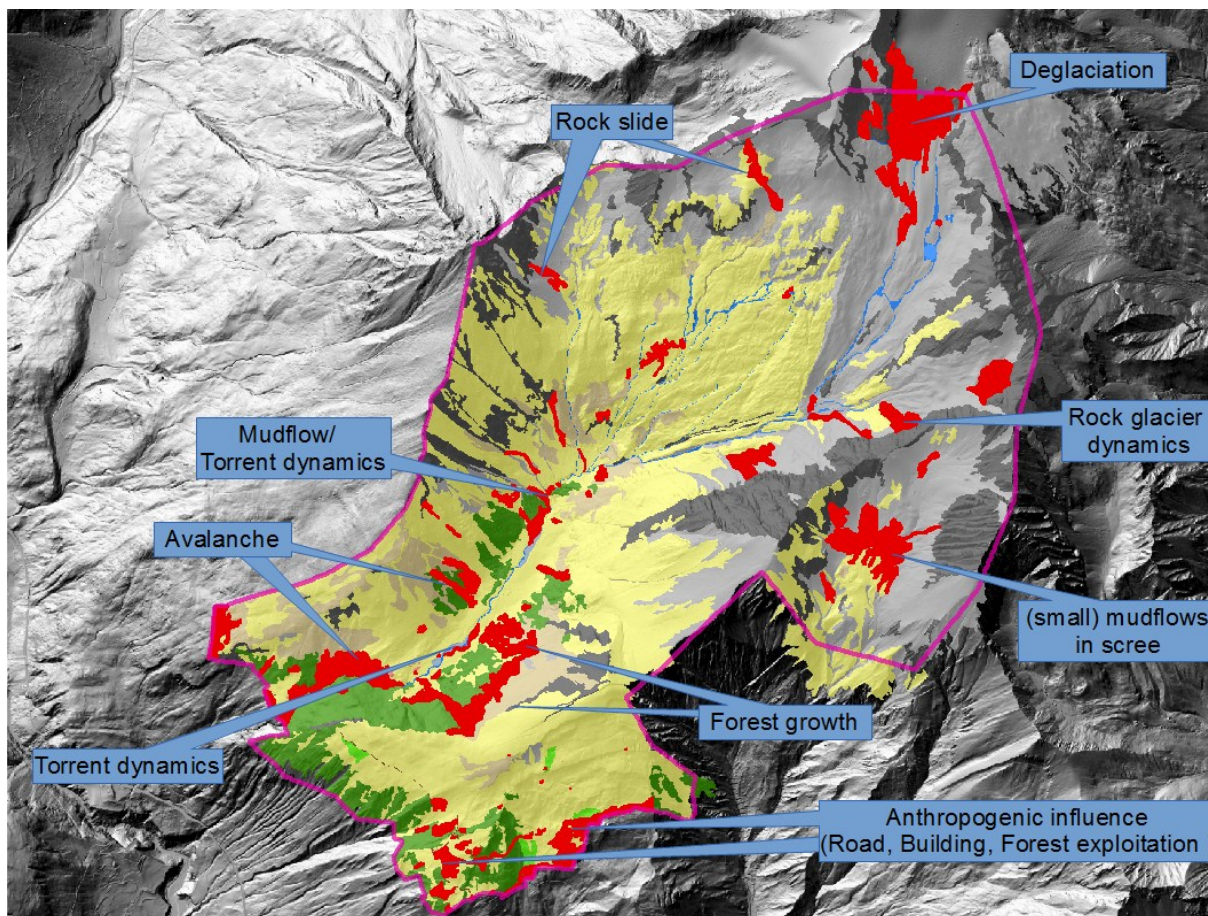 Deglaciation
Rock slide
Rock glacier
dynamics
Mudflow/
Torrent dynamics
Avalanche
(small) mudflows
in scree
Forest growth
Torrent dynamics
Anthropogenic influence
(Road, Building, Forest exploitation